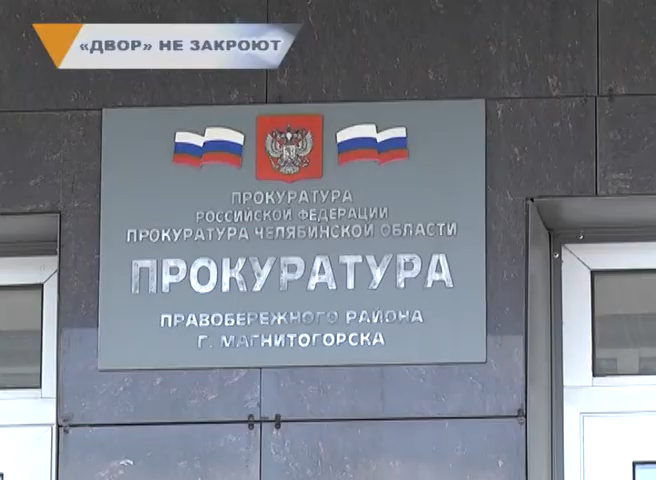 «ДВОР» НЕ ЗАКРОЮТ
ПРОКУРАТУРА
РОССИЙСКОЙ ФЕДЕРАЦИИ
ПРОКУРАТУРА ЧЕЛЯБИНСКОЙ ОБЛАСТИ
ПРОКУРАТУРА
ПРАВОБЕРЕЖНОГО РАЙОНА
Г. МАГНИТОГОРСКА